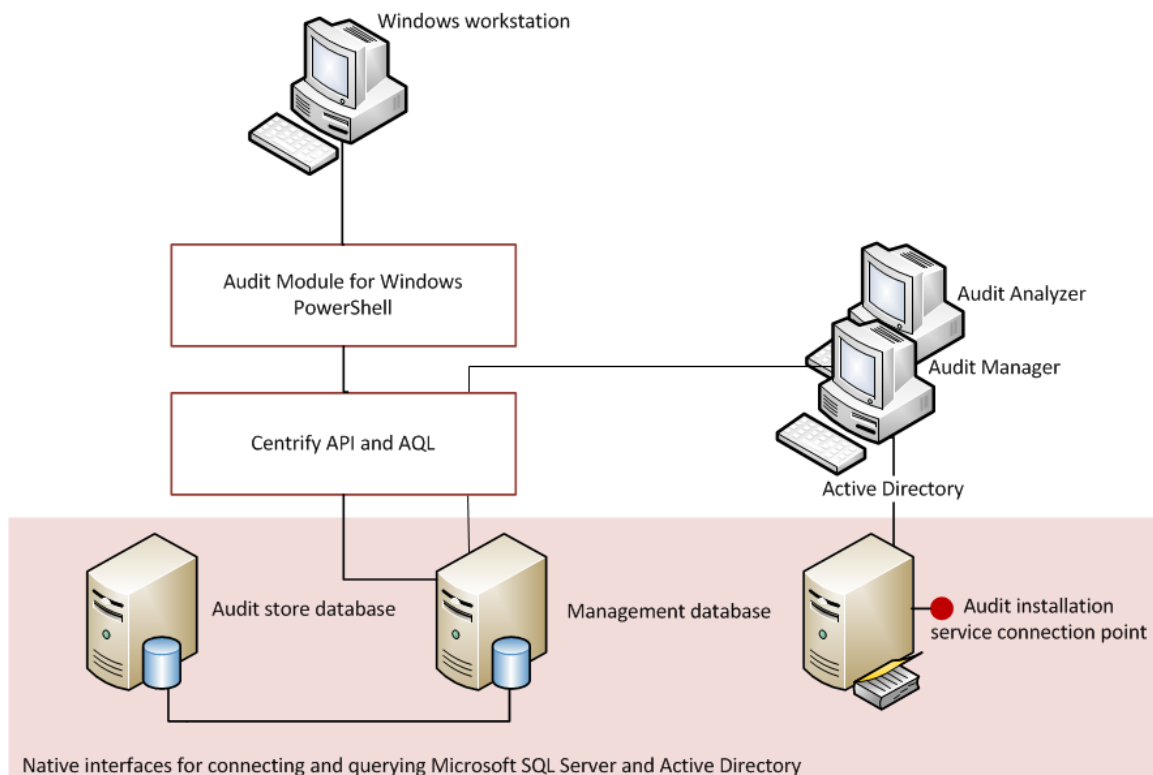 Windows workstation
Audit Module for Windows
PowerShell
Audit Analyzer
Audit Manager
Centrify API and AQL
Active Directory
Audit store database
Management database
Audit installation
service connection point
Native interfaces for connecting and querying Microsoft SQL Server and Active Directory